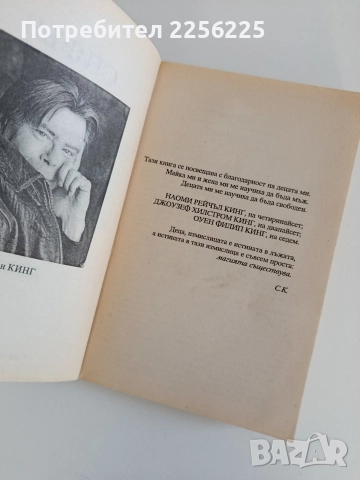 Потребител 2256225
н КИНГ
Тази книга се посвещава с благодарност на децата ми.
Майка ми и жена ми ме научиха да бъда мъж.
Децата ми ме научиха да бъда свободен.
НАОМИ РЕЙЧЪЛ КИНГ, на четиринайсет;
ДЖОУЗЕФ ХИЛСТРОМ КИНГ, на дванайсет;
ОУЕН ФИЛИП КИНГ, на седем.
Деца, измислицата е истината в лъжата,
а истината в тази измислица е съвсем проста:
магията съществува.
С.К
BAZAR
bg